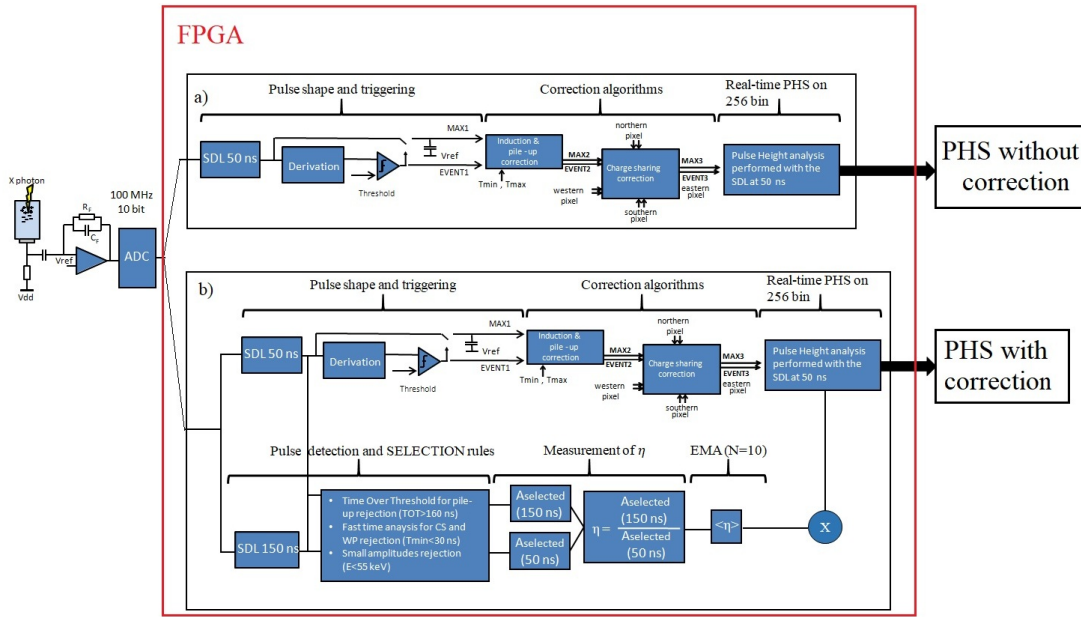 FPGA
a)
Pulse shape and triggering
Correction algorithms
Real-time PHS on
256 bin
SDL 50 ns
Derivation
Threshold
MAX1
Vref
EVENT1
Induction &
pile -up
correction
Tmin , Tmax
MAX2
EVENT2
northern
pixel
western
pixel
Charge sharing
correction
southern
pixel
MAX3
EVENT3
eastern
pixel
Pulse Height analysis
performed with the
SDL at 50 ns
PHS without
correction
X photon
RF
CF
Vref
Vdd
100 MHz
10 bit
ADC
b)
Pulse shape and triggering
Correction algorithms
Real-time PHS on
256 bin
SDL 50 ns
Derivation
Threshold
MAX1
Vref
EVENT1
Induction &
pile -up
correction
Tmin , Tmax
MAX2
EVENT2
northern
pixel
western
pixel
Charge sharing
correction
southern
pixel
MAX3
EVENT3
eastern
pixel
Pulse Height analysis
performed with the
SDL at 50 ns
PHS with
correction
Pulse detection and SELECTION rules
Measurement of η
EMA (N=10)
SDL 150 ns
• Time Over Threshold for pile-
up rejection (TOT>160 ns)
• Fast time analysis for CS and
WP rejection (Tmin<30 ns)
• Small amplitudes rejection
(E<55 keV)
Aselected
(150 ns)
Aselected
(50 ns)
η =
Aselected
(150 ns)
Aselected
(50 ns)
<η>
X